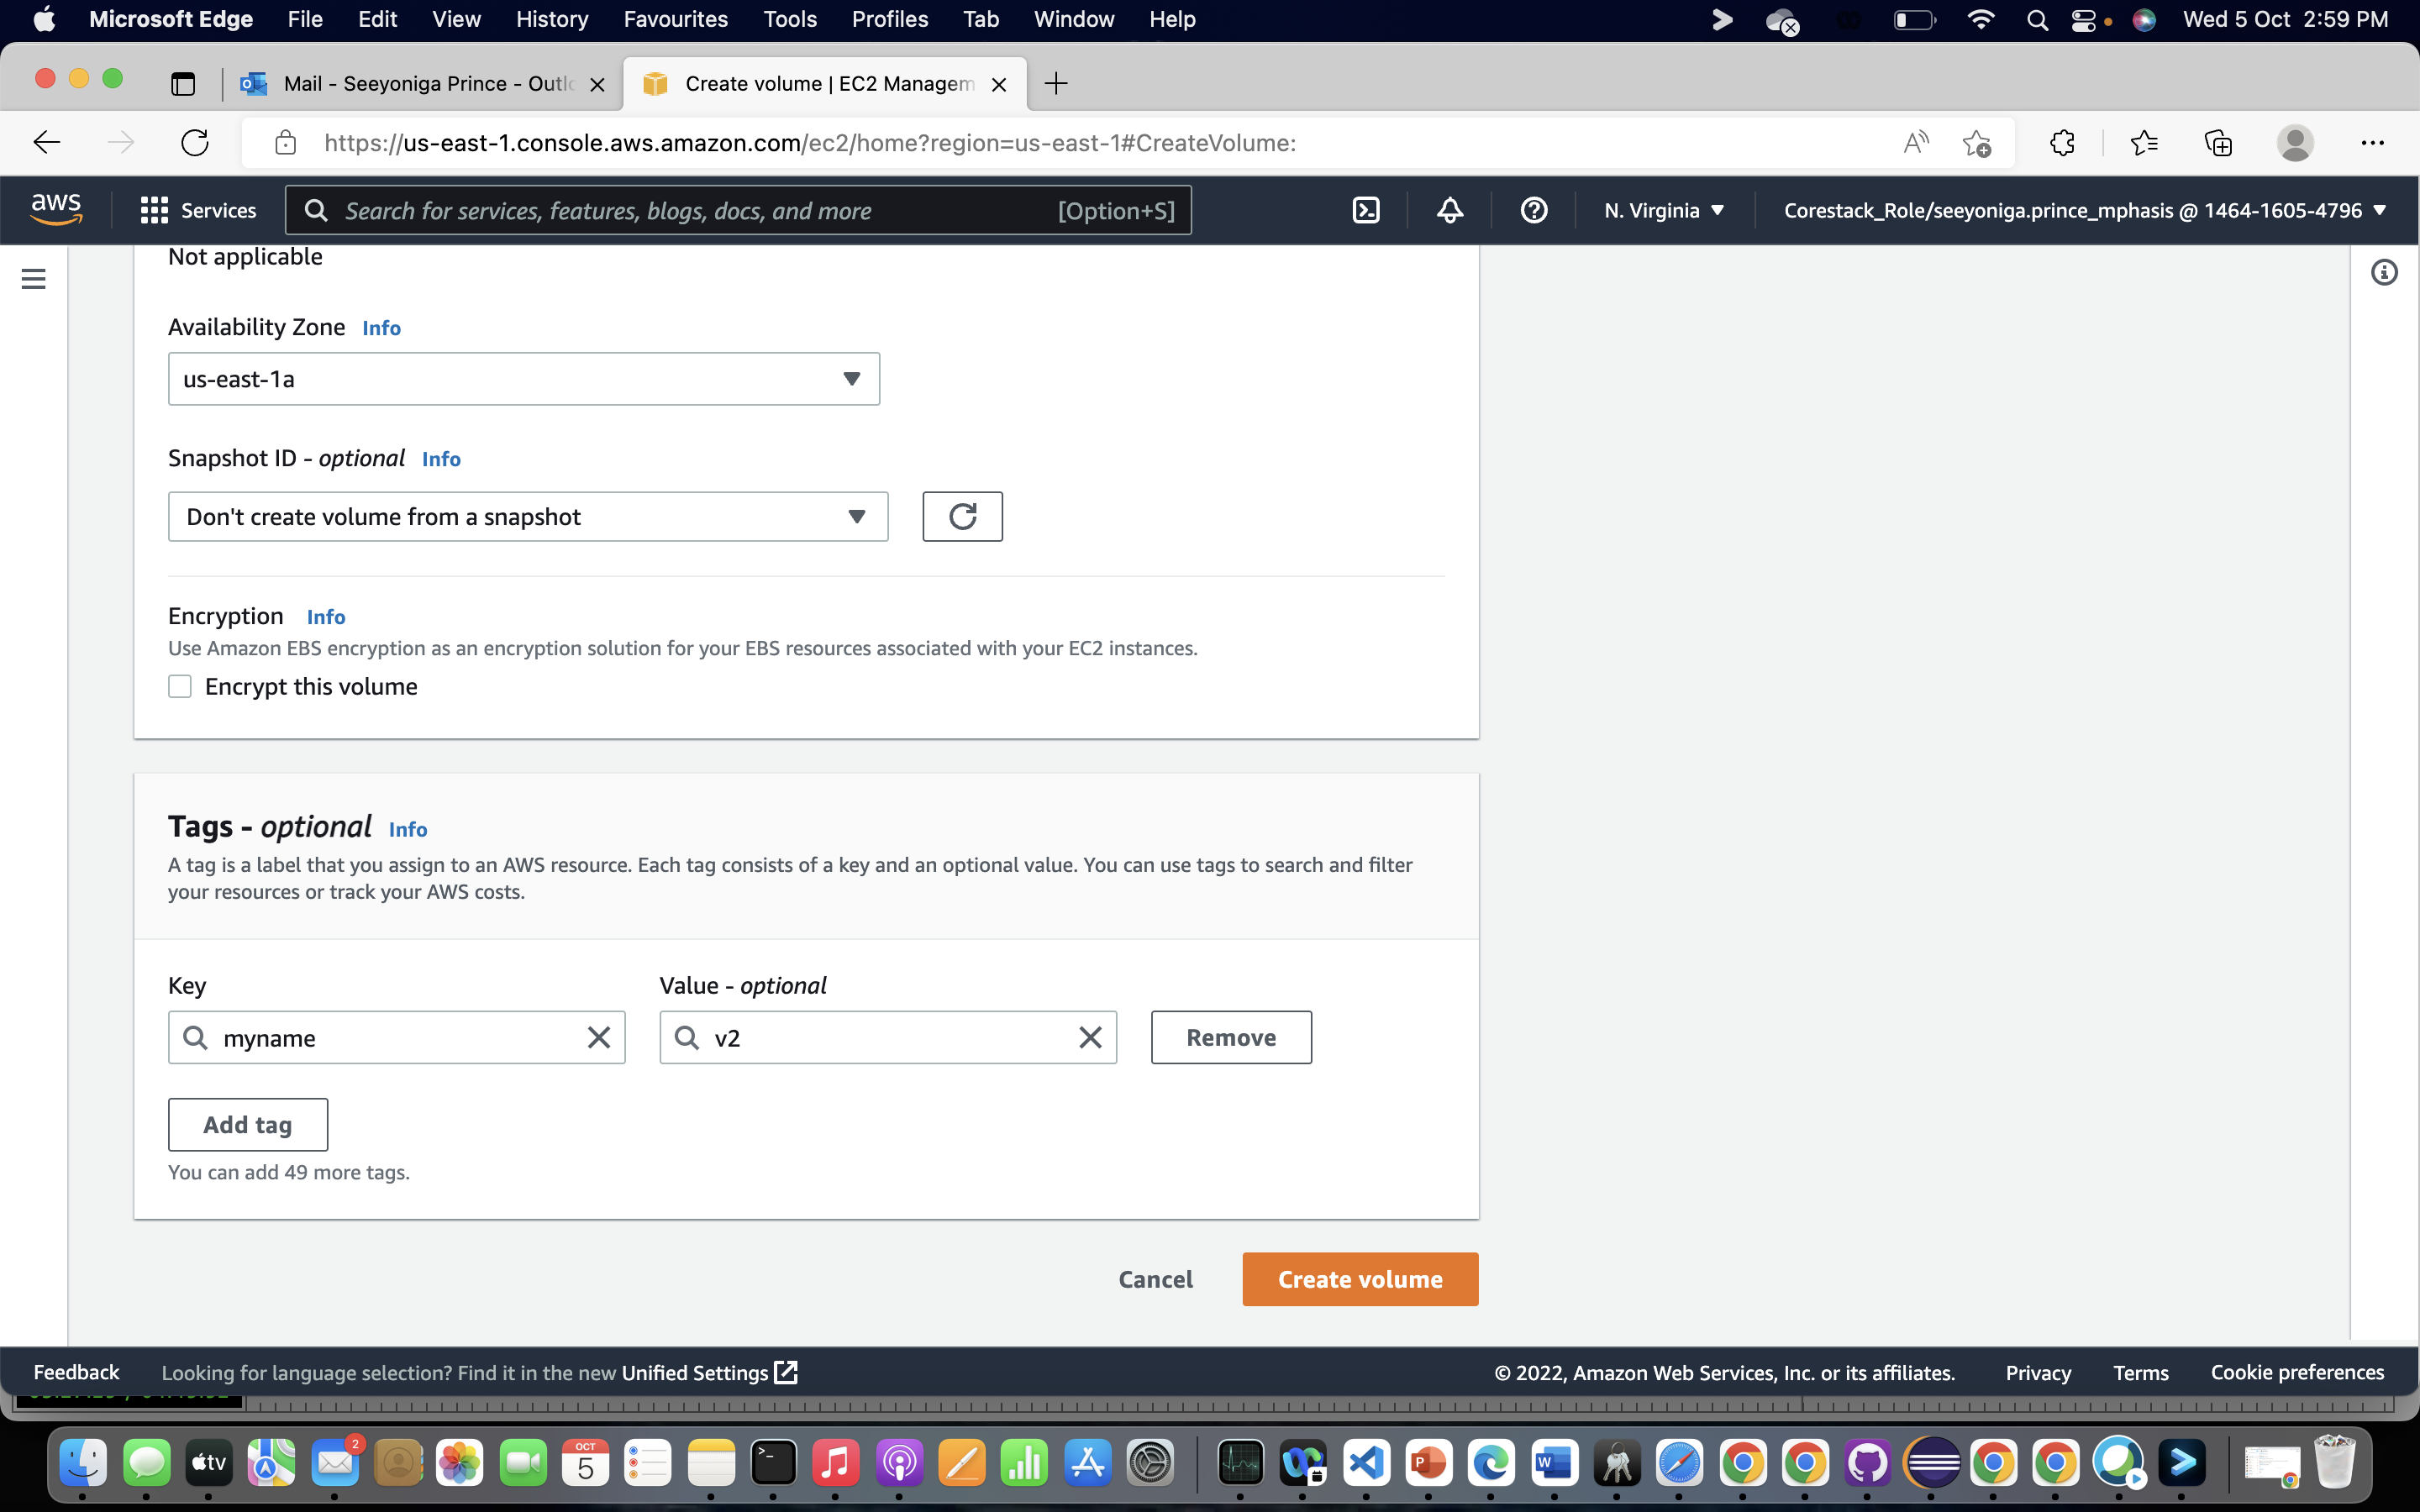 Microsoft Edge File Edit View History Favourites Tools Profiles Tab Window Help Wed 5 Oct 2:59 PM
Mail - Seeyoniga Prince - Outlo
Create volume | EC2 Managem
https://us-east-1.console.aws.amazon.com/ec2/home?region=us-east-1#CreateVolume:
aws Services Search for services, features, blogs, docs, and more [Option+S] N. Virginia Corestack_Role/seeyoniga.prince_mphasis @ 1464-1605-4796
Not applicable
Availability Zone Info
us-east-1a
Snapshot ID - optional Info
Don't create volume from a snapshot
Encryption Info
Use Amazon EBS encryption as an encryption solution for your EBS resources associated with your EC2 instances.
Encrypt this volume
Tags - optional Info
A tag is a label that you assign to an AWS resource. Each tag consists of a key and an optional value. You can use tags to search and filter
your resources or track your AWS costs.
Key Value - optional
myname v2 Remove
Add tag
You can add 49 more tags.
Cancel Create volume
Feedback Looking for language selection? Find it in the new Unified Settings © 2022, Amazon Web Services, Inc. or its affiliates. Privacy Terms Cookie preferences
2
tv
OCT
5
P
W